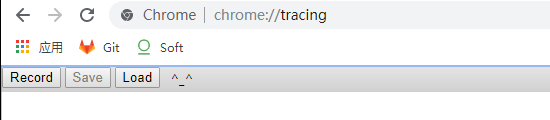 Chrome | chrome://tracing
应用 Git Soft
Record Save Load ^_^